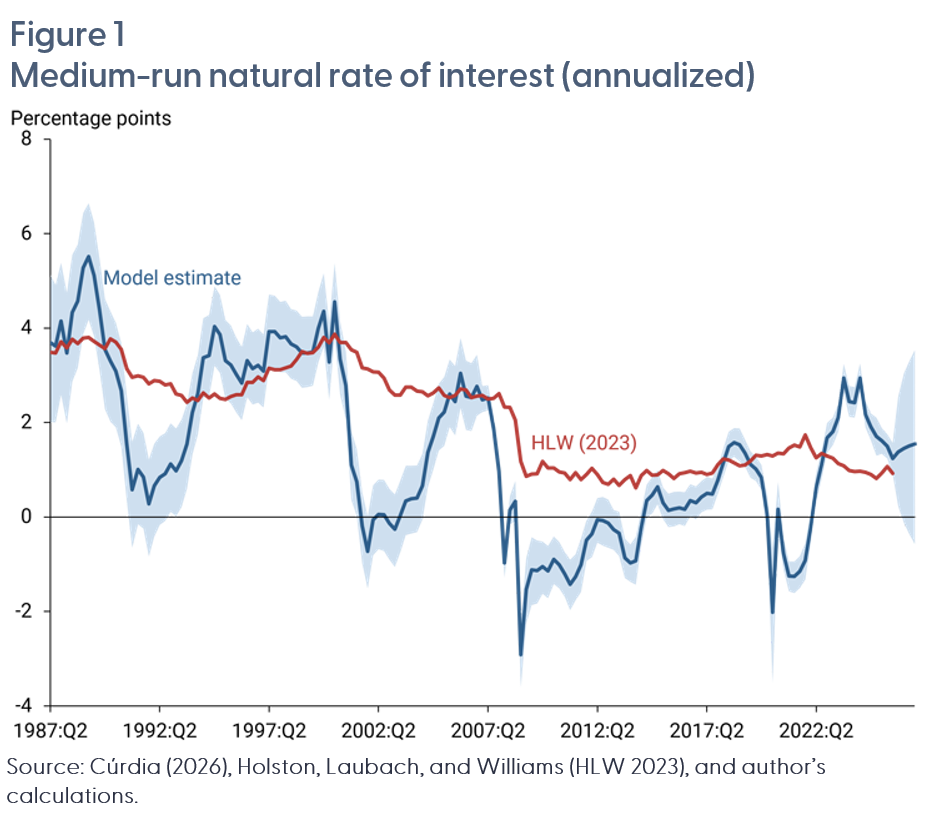 Figure 1
Medium-run natural rate of interest (annualized)
Percentage points
8
6
Model estimate
4
2
HLW (2023)
0
-2
-4
1987:Q2 1992:Q2 1997:Q2 2002:Q2 2007:Q2 2012:Q2 2017:Q2 2022:Q2
Source: Cúrdia (2026), Holston, Laubach, and Williams (HLW 2023), and author’s
calculations.